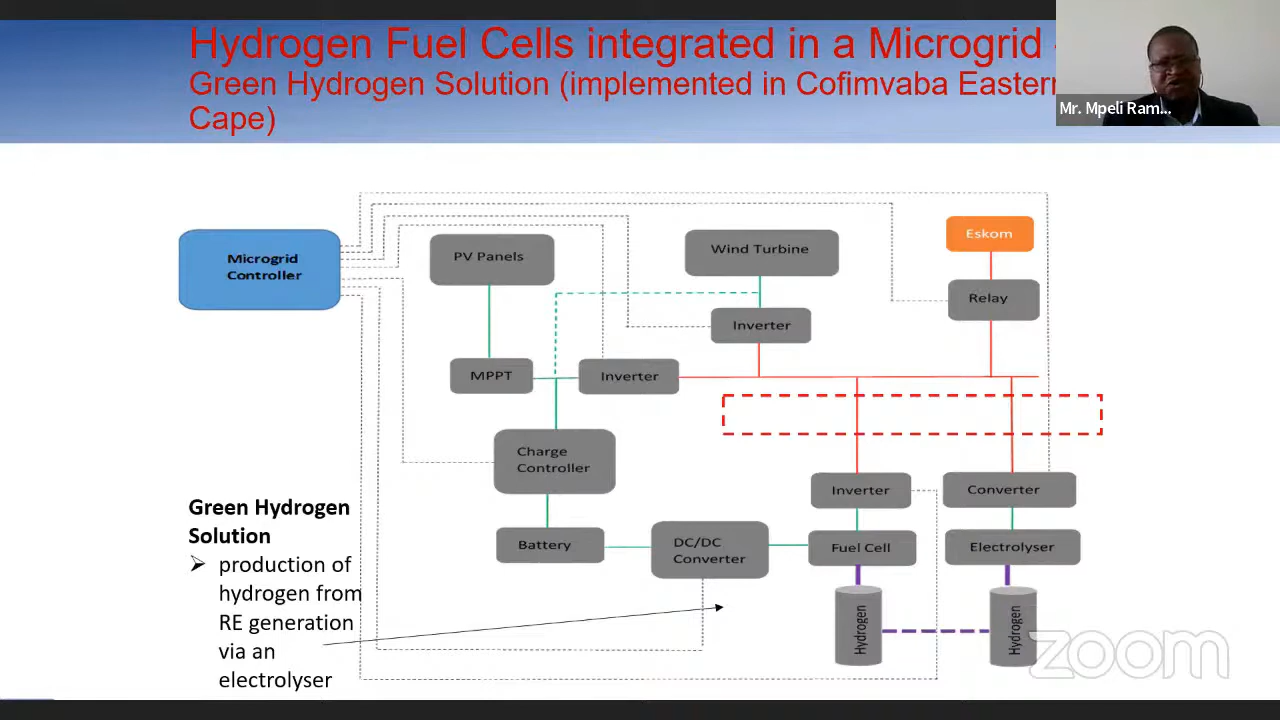 Hydrogen Fuel Cells integrated in a Microgrid
Green Hydrogen Solution (implemented in Cofimvaba Eastern
Cape)
Mr. Mpeli Ram...
Microgrid
Controller
PV Panels
Wind Turbine
Eskom
Relay
Inverter
MPPT
Inverter
Charge
Controller
Inverter
Converter
Battery
DC/DC
Converter
Fuel Cell
Electrolyser
Hydrogen
Hydrogen
Green Hydrogen
Solution
➢ production of
hydrogen from
RE generation
via an
electrolyser
zoom